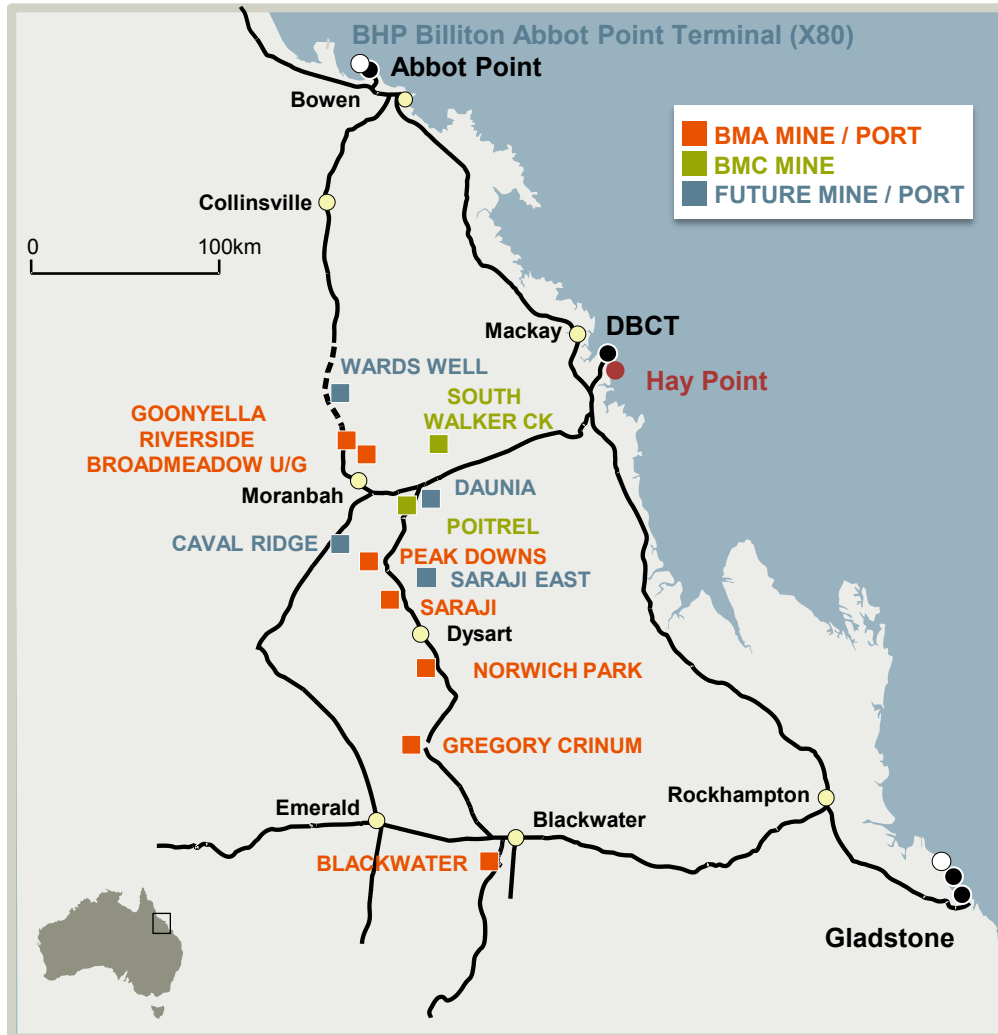 BHP Billiton Abbot Point Terminal (X80)
Abbot Point
Bowen
BMA MINE / PORT
BMC MINE
FUTURE MINE / PORT
Collinsville
0 100km
Mackay
DBCT
Hay Point
WARDS WELL
SOUTH
WALKER CK
GOONYELLA
RIVERSIDE
BROADMEADOW U/G
Moranbah
DAUNIA
POITREL
CAVAL RIDGE
PEAK DOWNS
SARAJI EAST
SARAJI
Dysart
NORWICH PARK
GREGORY CRINUM
Rockhampton
Emerald
Blackwater
BLACKWATER
Gladstone